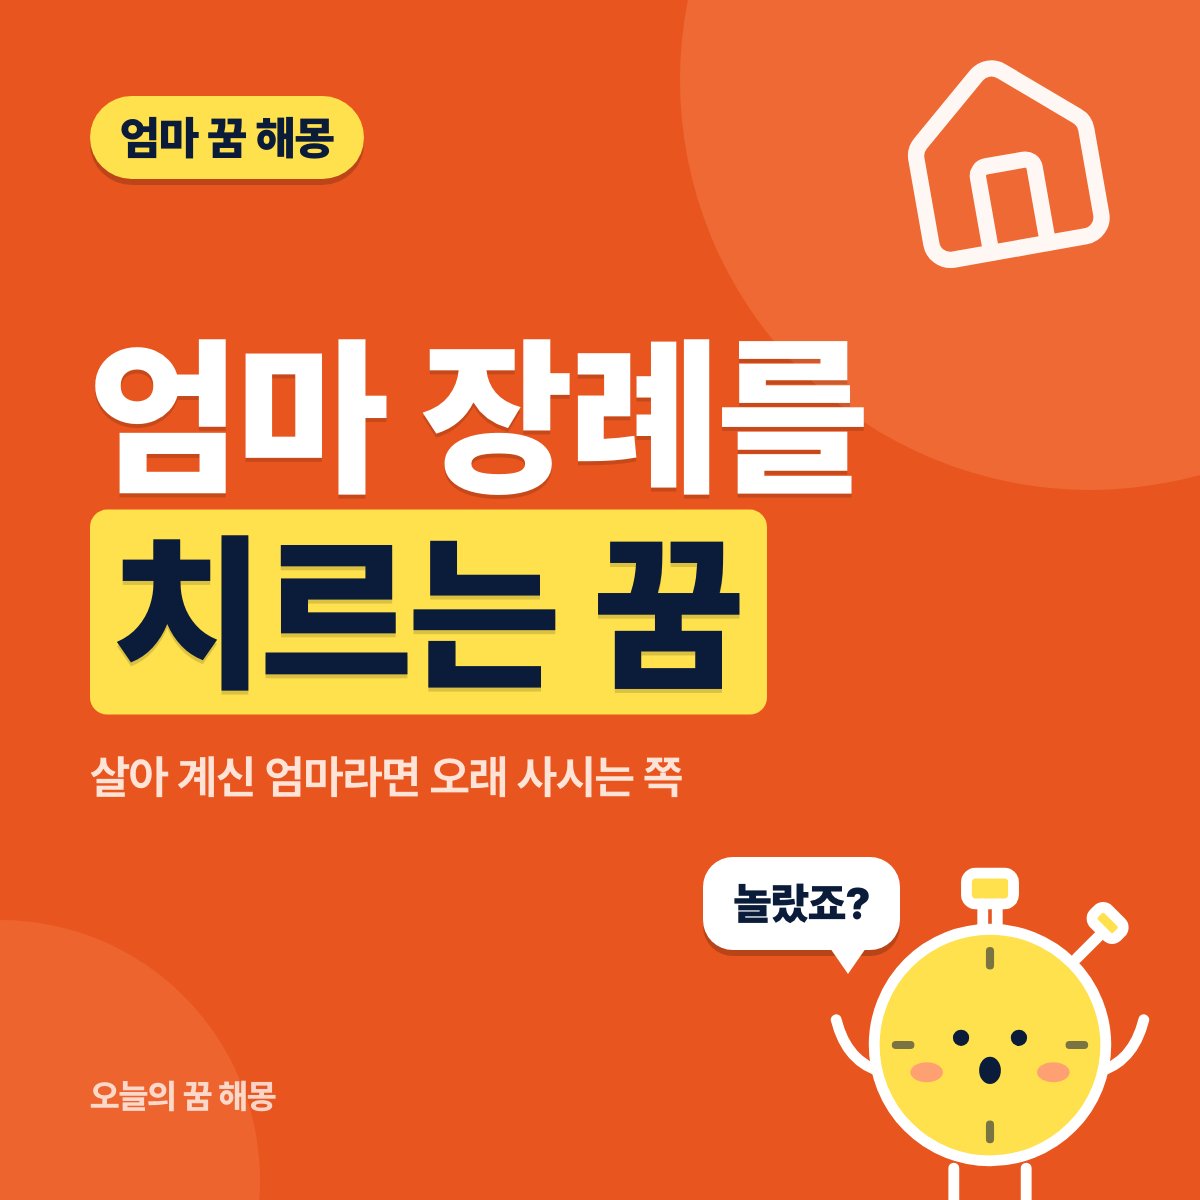 엄마 꿈 해몽
엄마 장례를
치르는 꿈
살아 계신 엄마라면 오래 사시는 쪽
놀랐죠?
오늘의 꿈 해몽